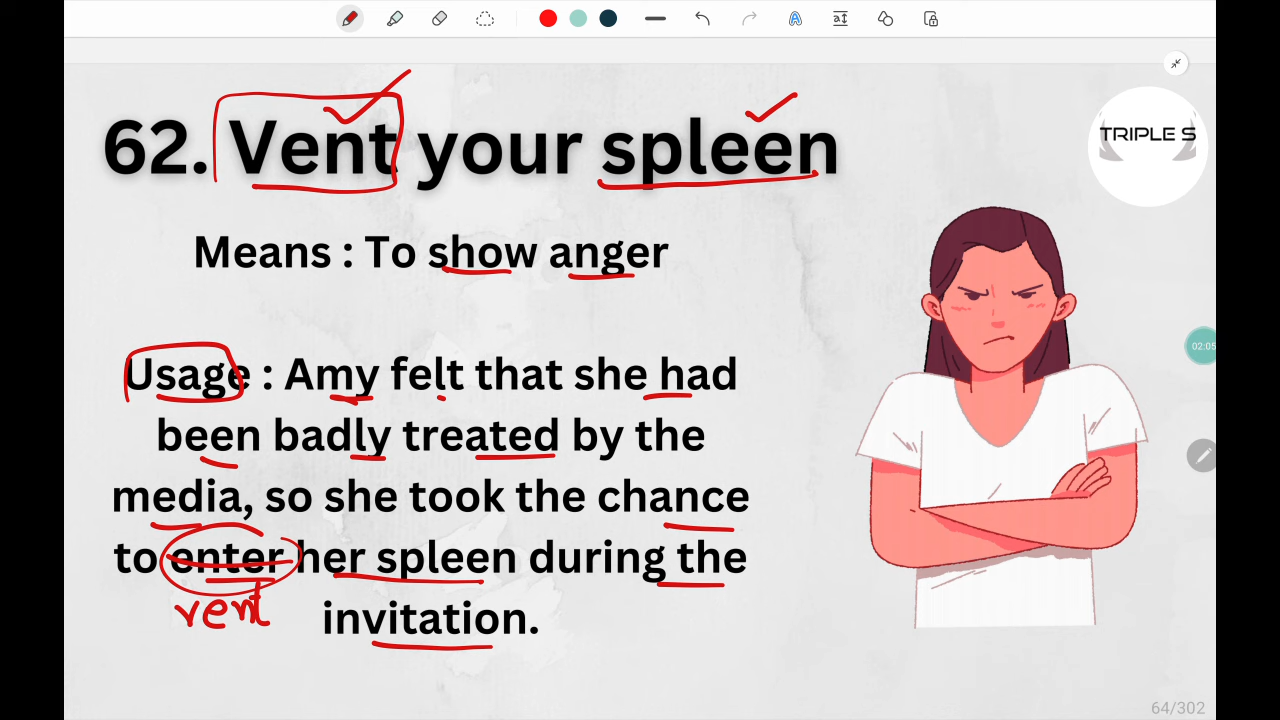 62. Vent your spleen
TRIPLE S
Means : To show anger
Usage : Amy felt that she had
been badly treated by the
media, so she took the chance
to enter her spleen during the
vent
invitation.
02:05
64/302